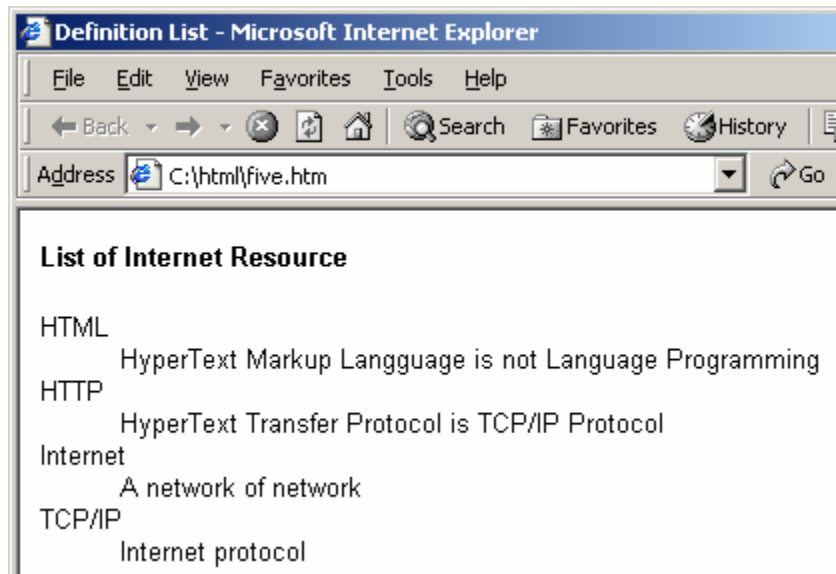 Definition List - Microsoft Internet Explorer
File Edit View Favorites Tools Help
Back Search Favorites History
Address C:\html\five.htm Go
List of Internet Resource
HTML
HyperText Markup Langguage is not Language Programming
HTTP
HyperText Transfer Protocol is TCP/IP Protocol
Internet
A network of network
TCP/IP
Internet protocol